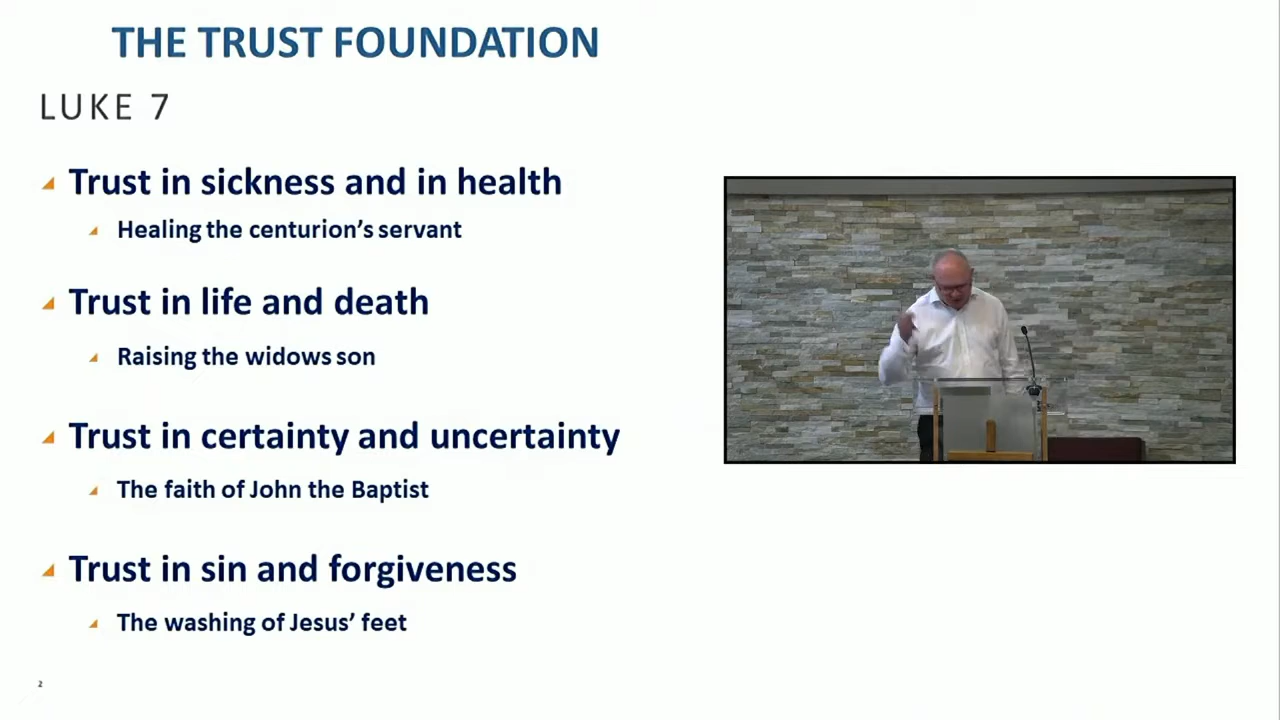 THE TRUST FOUNDATION
LUKE 7
Trust in sickness and in health
Healing the centurion's servant
Trust in life and death
Raising the widows son
Trust in certainty and uncertainty
The faith of John the Baptist
Trust in sin and forgiveness
The washing of Jesus' feet
2